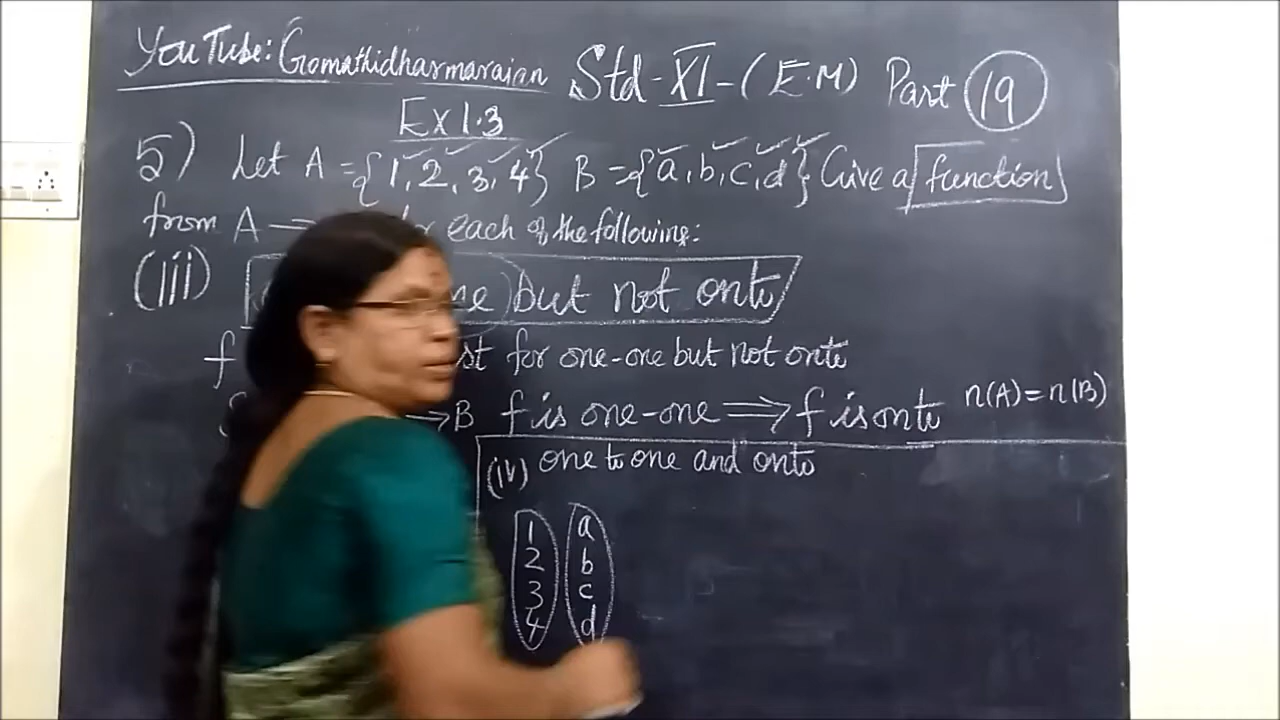 YouTube: Gomathidharmaraian Std-XI-(E.M) Part 19
Ex 1.3
5) Let A = {1, 2, 3, 4} B = {a, b, c, d} Give a function
from A each of the following:
(iii) but not onto
f for one-one but not onto
B f is one-one ⟹ f is onto n(A) = n(B)
(iv) one to one and onto
1 a
2 b
3 c
4 d